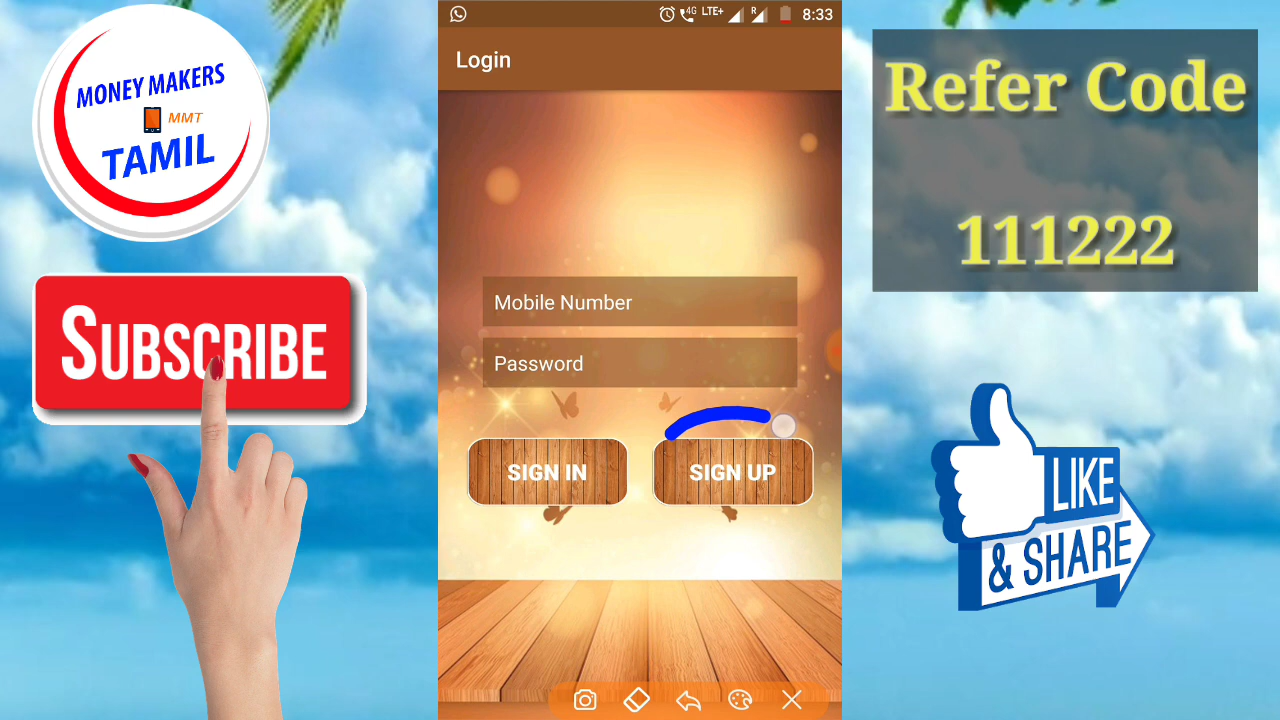 MONEY MAKERS
MMT
TAMIL
SUBSCRIBE
4G LTE+ R 8:33
Login
Mobile Number
Password
SIGN IN
SIGN UP
Refer Code
111222
LIKE
& SHARE